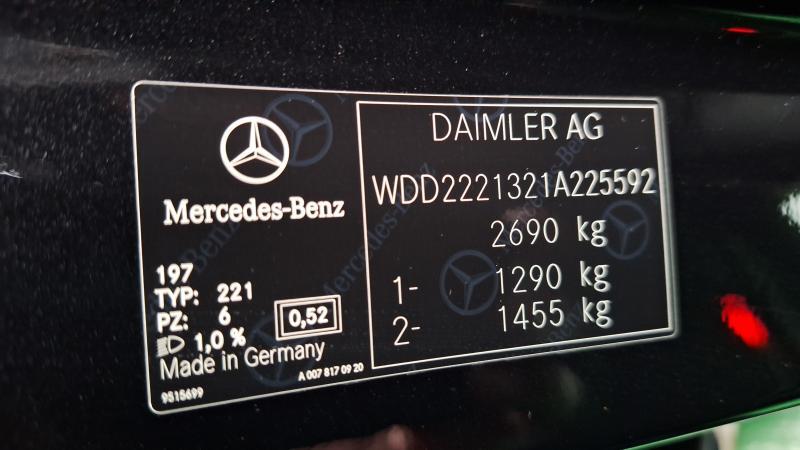 Mercedes-Benz
197
TYP: 221
PZ: 6
1,0 %
0,52
Made in Germany
9515699
A 007 817 09 20
DAIMLER AG
WDD2221321A225592
2690 kg
1- 1290 kg
2- 1455 kg